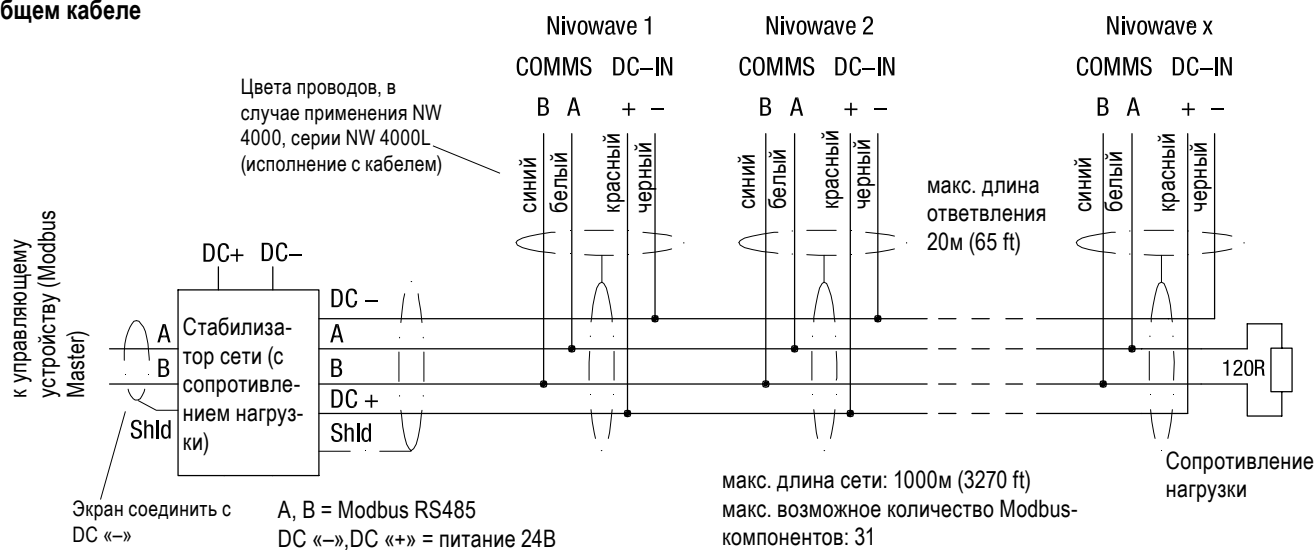 бщем кабеле
Nivowave 1
Nivowave 2
Nivowave x
COMMS DC–IN
COMMS DC–IN
COMMS DC–IN
B A + –
B A + –
B A + –
Цвета проводов, в
случае применения NW
4000, серии NW 4000L
(исполнение с кабелем)
синий
белый
красный
черный
синий
белый
красный
черный
макс. длина
ответвления
20м (65 ft)
синий
белый
красный
черный
к управляющему
устройству (Modbus
Master)
DC+ DC–
A
B
Shld
Стабилиза-
тор сети (с
сопротивле-
нием нагруз-
ки)
DC –
A
B
DC +
Shld
120R
Сопротивление
нагрузки
Экран соединить с
DC «–»
A, B = Modbus RS485
DC «–»,DC «+» = питание 24В
макс. длина сети: 1000м (3270 ft)
макс. возможное количество Modbus-
компонентов: 31